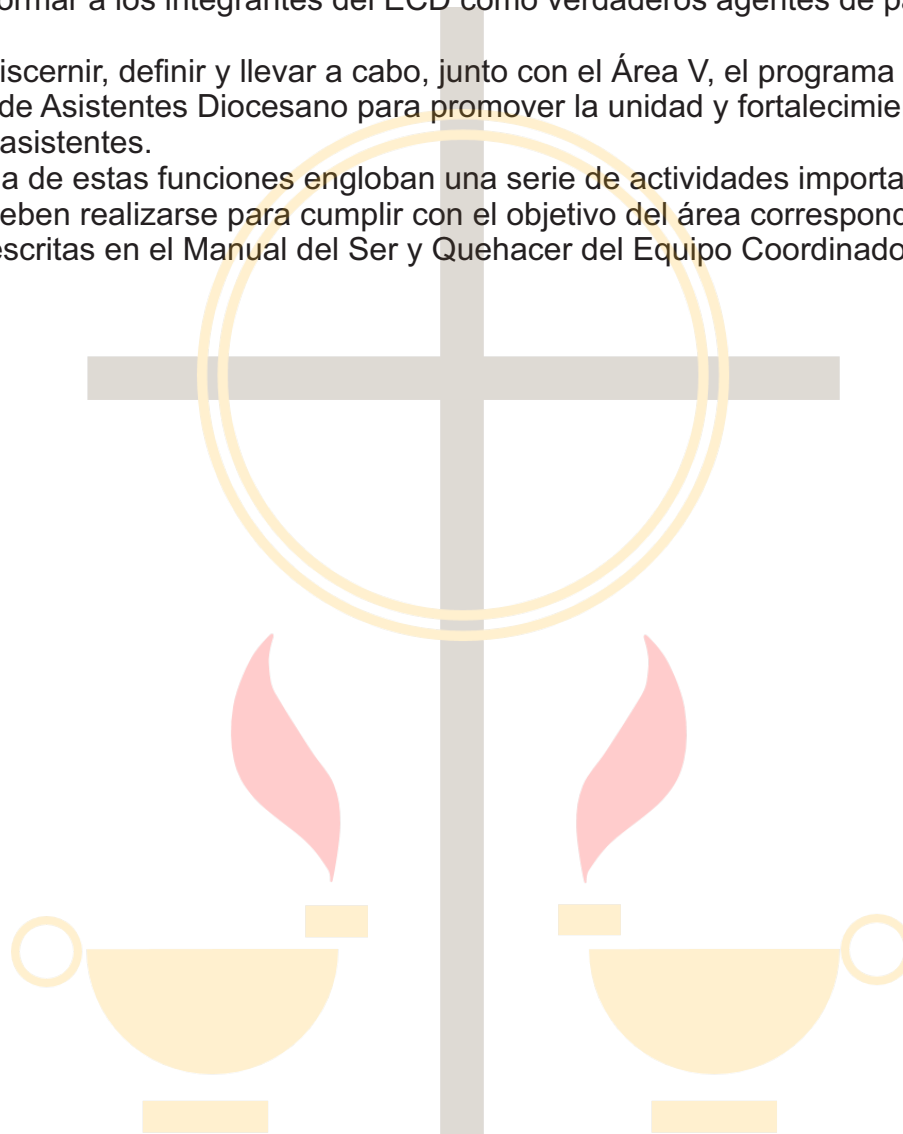 ormar a los integrantes del ECD como verdaderos agentes de pa
iscernir, definir y llevar a cabo, junto con el Área V, el programa
de Asistentes Diocesano para promover la unidad y fortalecimie
asistentes.
a de estas funciones engloban una serie de actividades importa
eben realizarse para cumplir con el objetivo del área correspond
escritas en el Manual del Ser y Quehacer del Equipo Coordinado